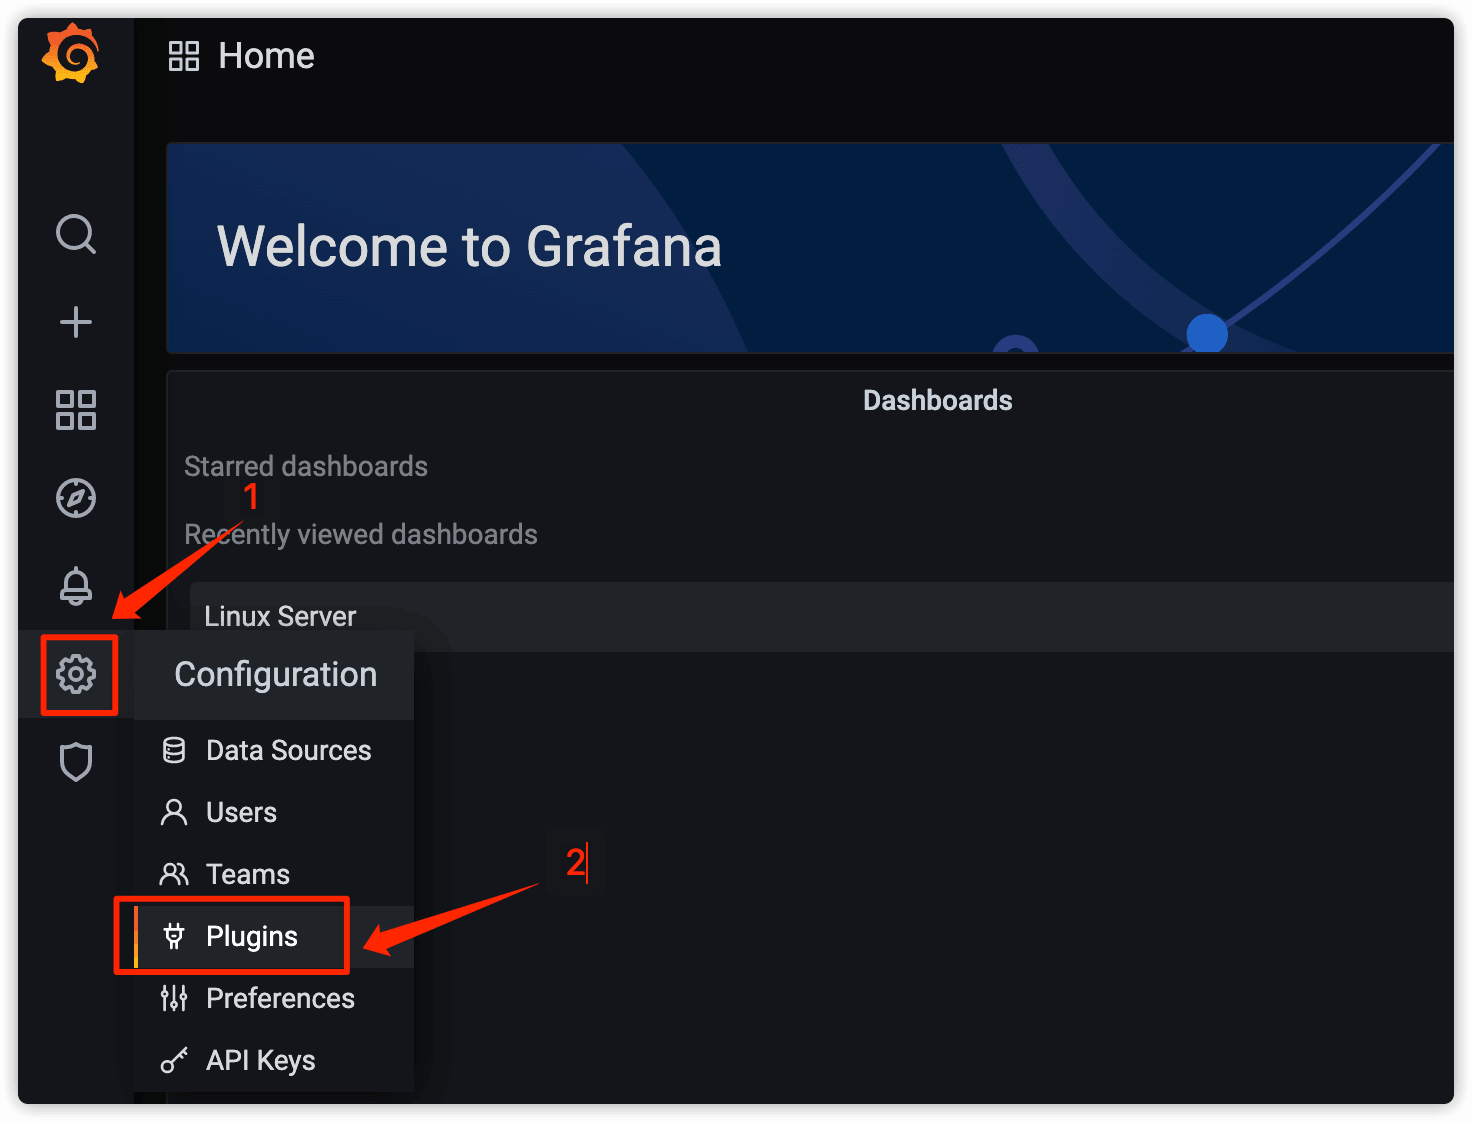 Home
Welcome to Grafana
Dashboards
Starred dashboards
1
Recently viewed dashboards
Linux Server
Configuration
Data Sources
Users
2
Teams
Plugins
Preferences
API Keys